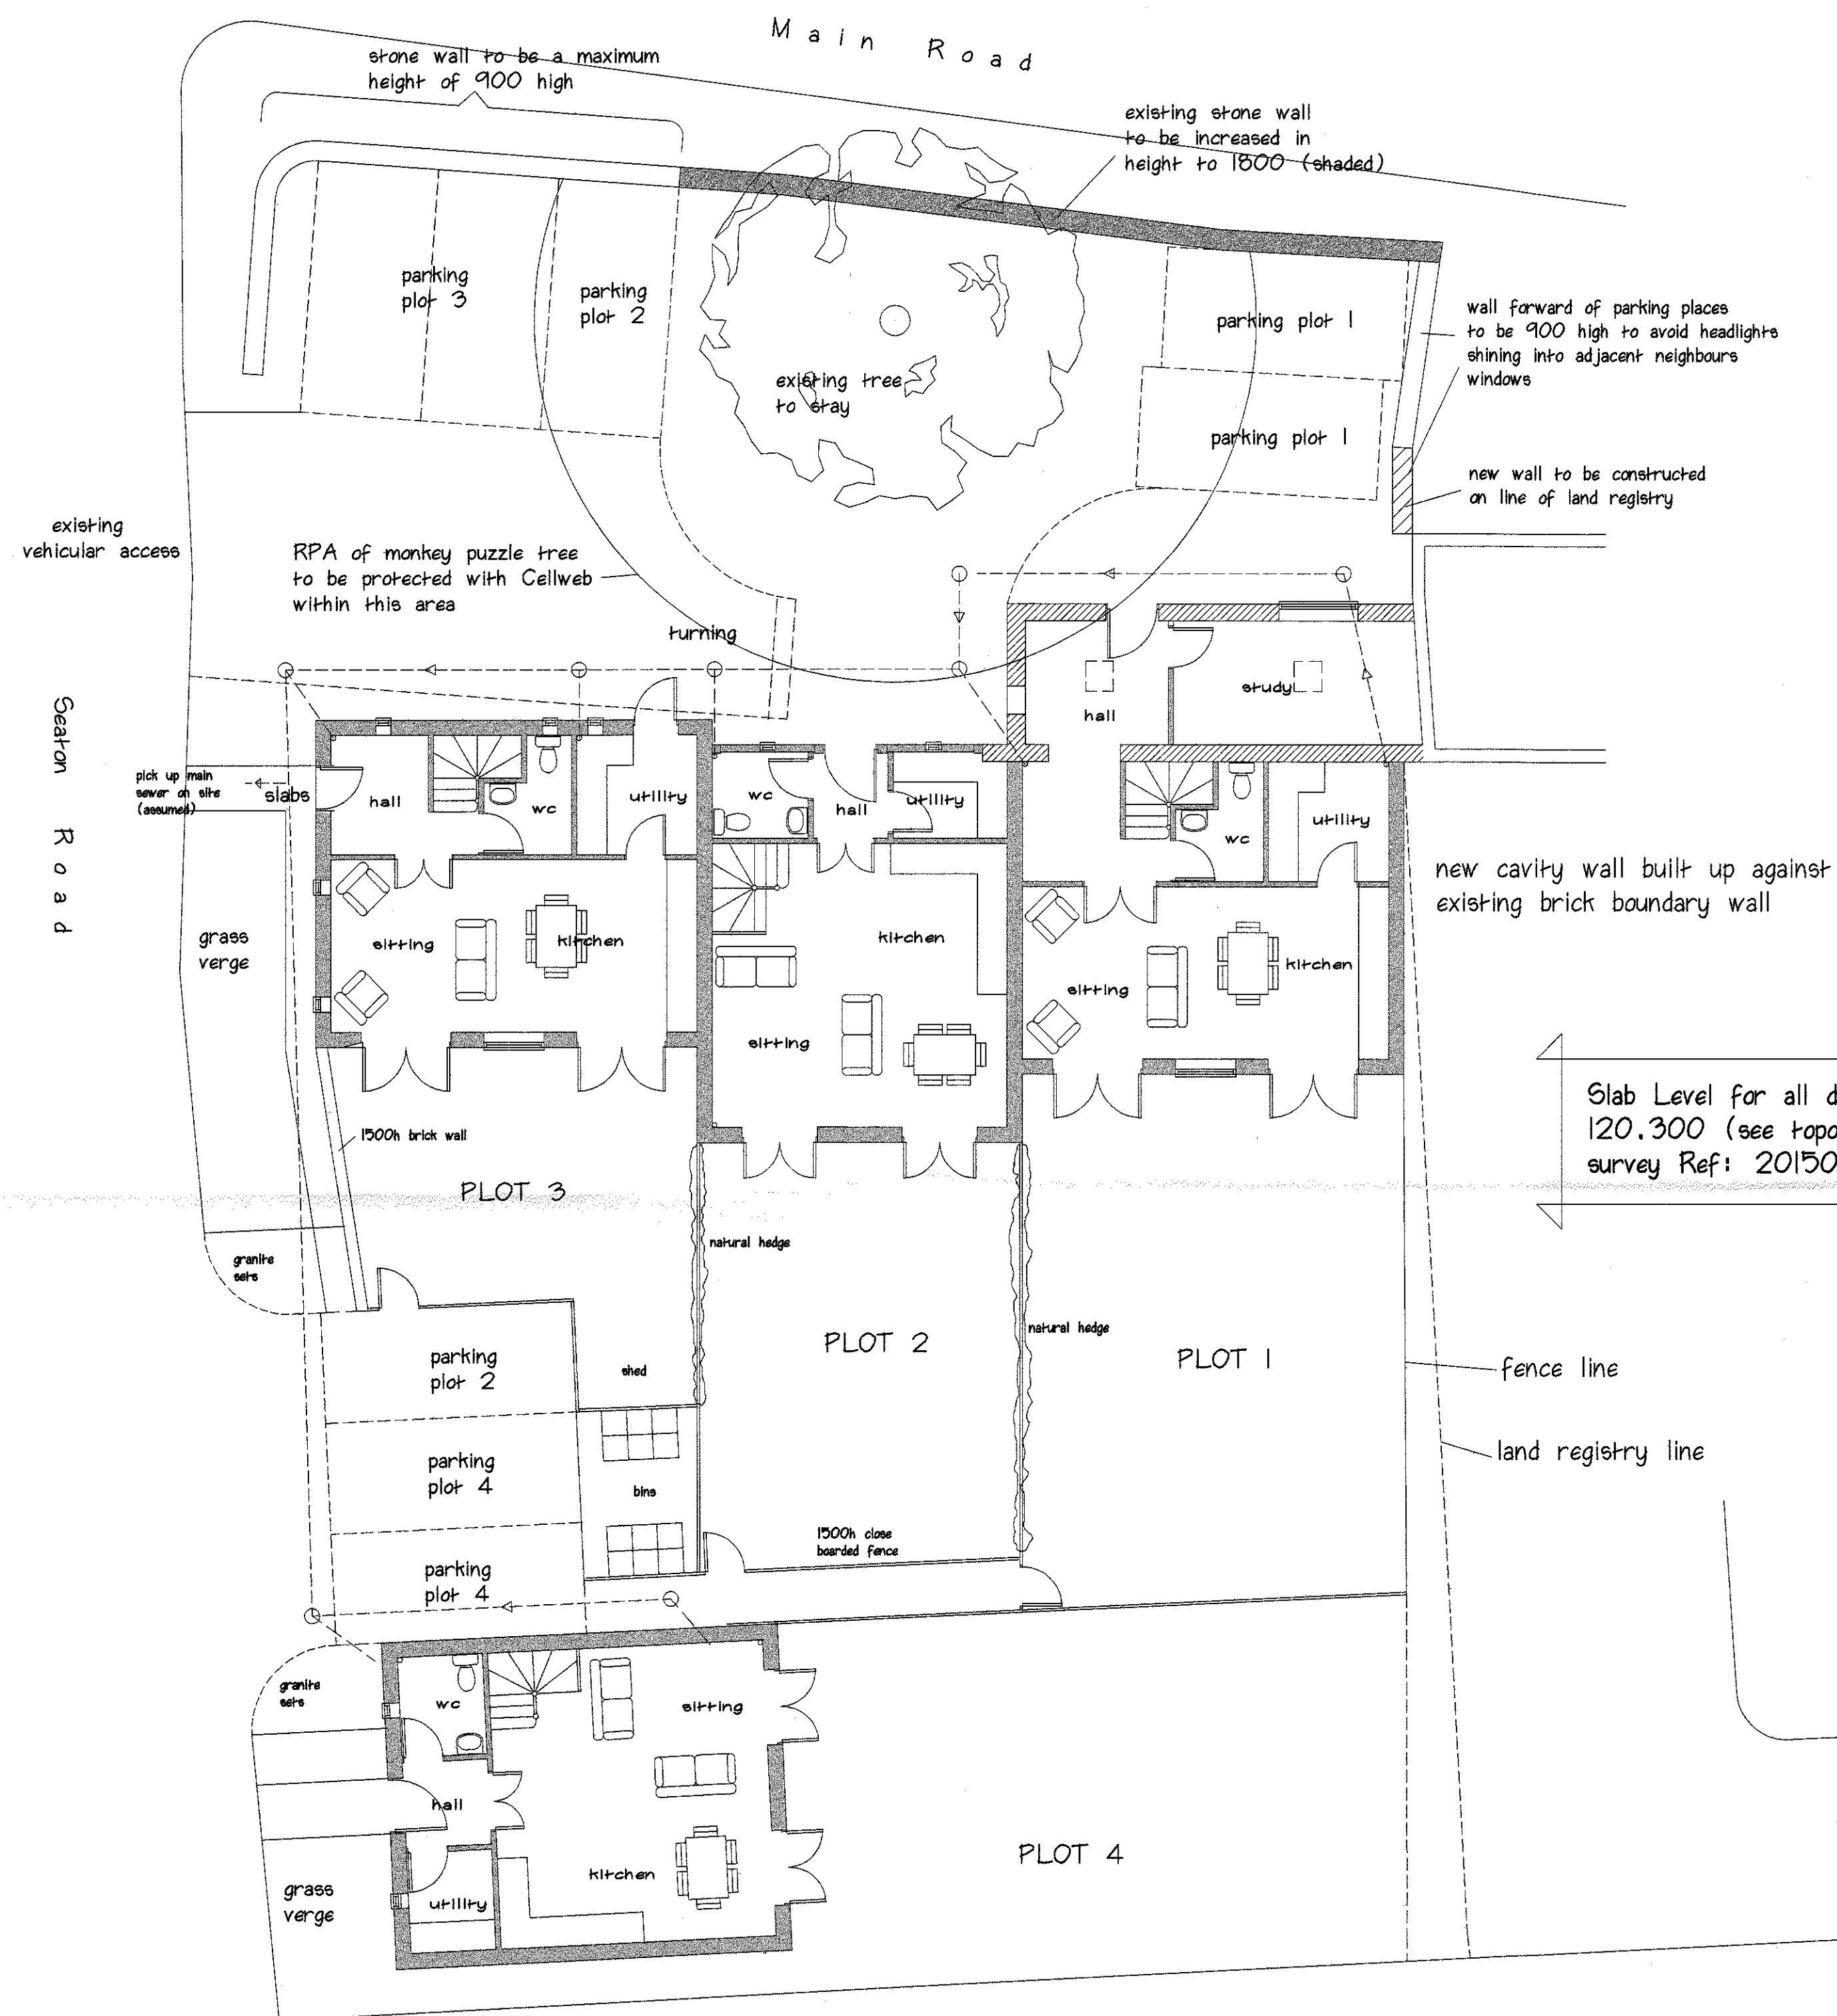 Main Road
stone wall to be a maximum
height of 900 high
existing stone wall
to be increased in
height to 1800 (shaded)
parking
plot 3
parking
plot 2
parking plot 1
wall forward of parking places
to be 900 high to avoid headlights
shining into adjacent neighbours
windows
existing tree
to stay
parking plot 1
new wall to be constructed
on line of land registry
existing
vehicular access
RPA of monkey puzzle tree
to be protected with Cellweb
within this area
turning
study
hall
Seaton Road
pick up main
sewer on site
(assumed)
slabs
hall
wc
utility
wc
hall
utility
wc
utility
new cavity wall built up against
existing brick boundary wall
grass
verge
sitting
kitchen
kitchen
sitting
kitchen
sitting
Slab Level for all d
120.300 (see topo
survey Ref: 20150
1500h brick wall
PLOT 3
natural hedge
granite
sets
natural hedge
PLOT 2
PLOT 1
parking
plot 2
shed
fence line
parking
plot 4
bins
land registry line
1500h close
boarded fence
parking
plot 4
granite
sets
wc
sitting
hall
PLOT 4
kitchen
grass
verge
utility